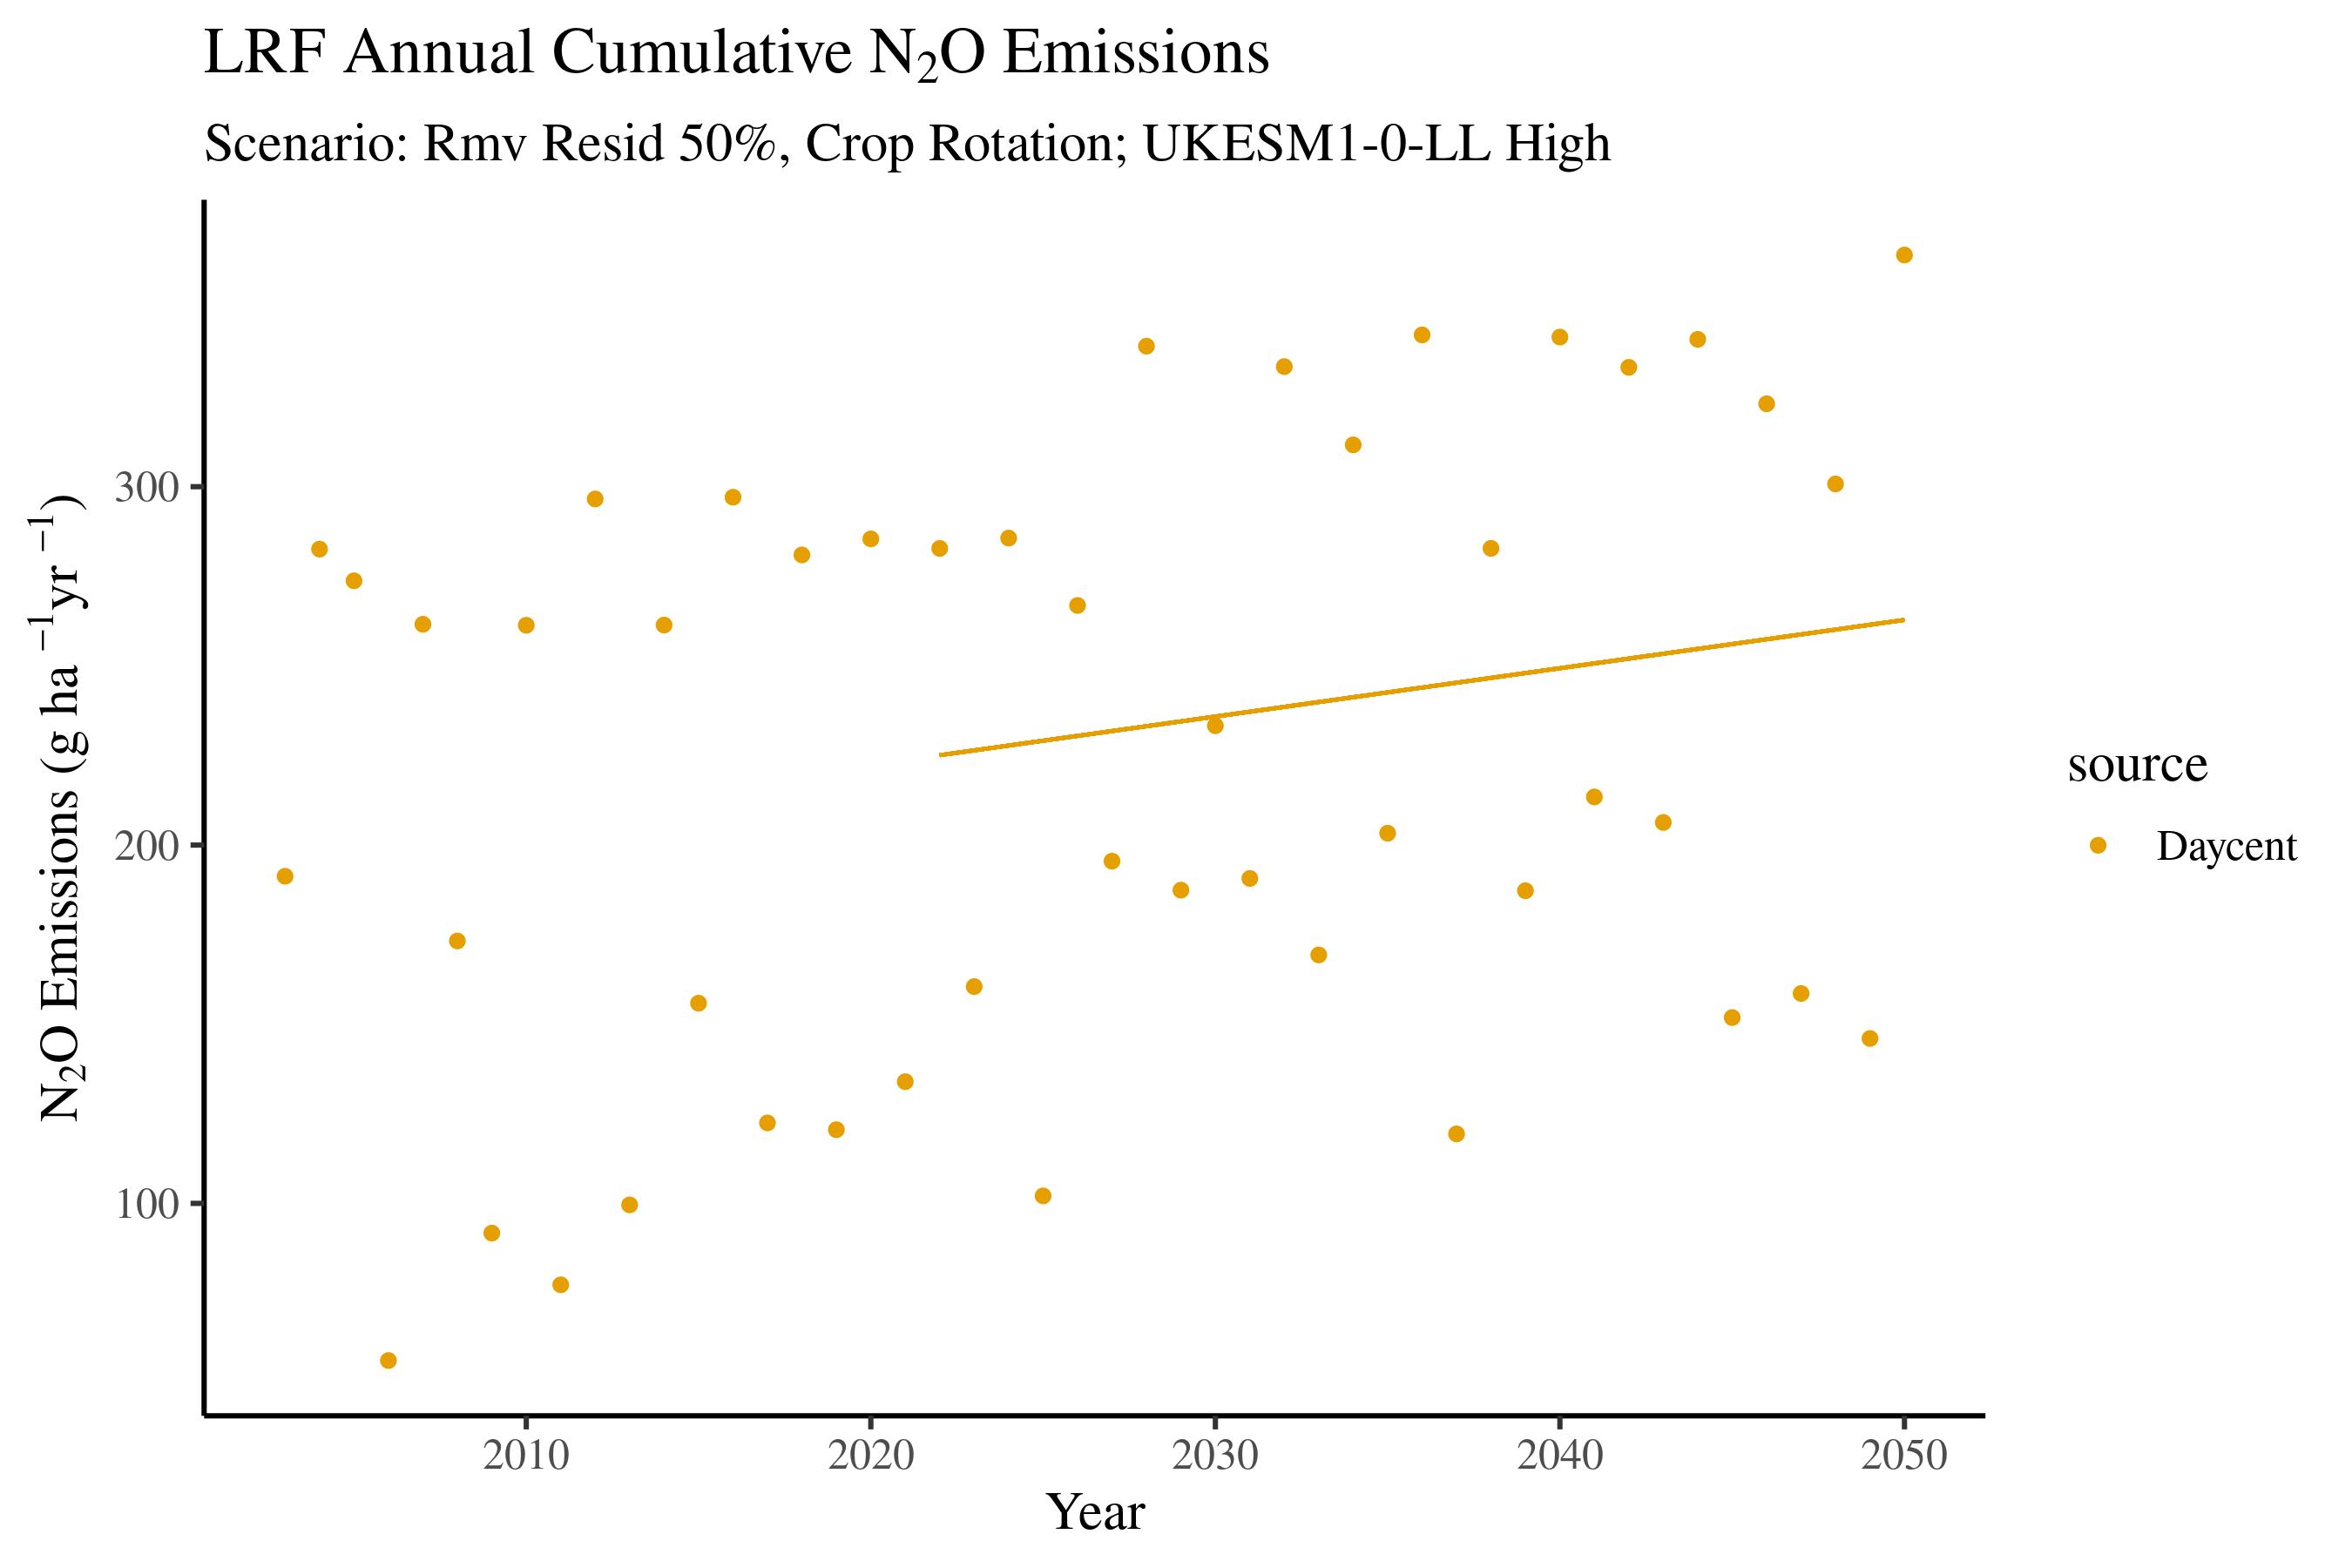 LRF Annual Cumulative N₂O Emissions
Scenario: Rmv Resid 50%, Crop Rotation; UKESM1-0-LL High
N₂O Emissions (g ha⁻¹yr⁻¹)
300
200
100
2010 2020 2030 2040 2050
Year
source
Daycent